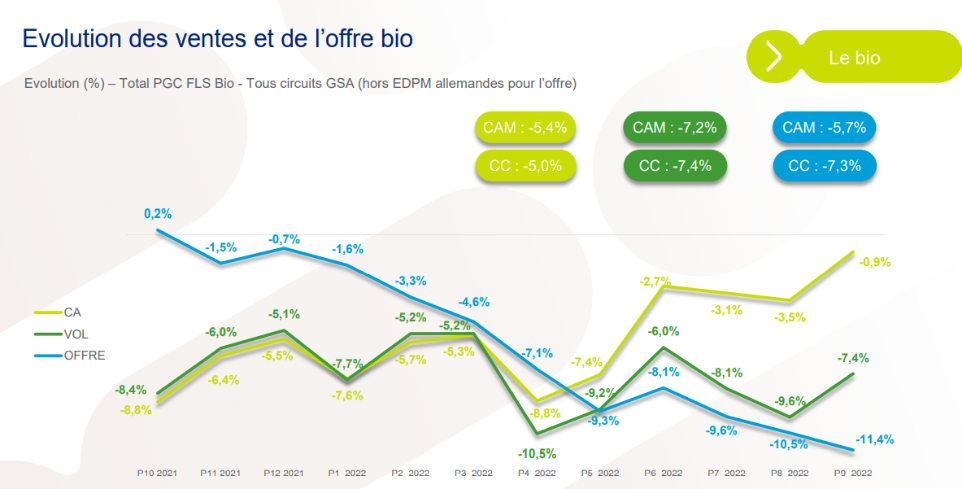 Evolution des ventes et de l'offre bio
Le bio
Evolution (%) – Total PGC FLS Bio - Tous circuits GSA (hors EDPM allemandes pour l'offre)
CAM : -5,4%
CAM : -7,2%
CAM : -5,7%
CC : -5,0%
CC : -7,4%
CC : -7,3%
0,2%
-1,5%
-0,7%
-1,6%
-3,3%
-4,6%
-7,1%
-9,3%
-8,1%
-9,6%
-10,5%
-11,4%
-8,4%
-6,0%
-5,1%
-7,7%
-5,2%
-5,2%
-10,5%
-9,2%
-6,0%
-8,1%
-9,6%
-7,4%
-8,8%
-6,4%
-5,5%
-7,6%
-5,7%
-5,3%
-8,8%
-7,4%
-2,7%
-3,1%
-3,5%
-0,9%
CA
VOL
OFFRE
P10 2021 P11 2021 P12 2021 P1 2022 P2 2022 P3 2022 P4 2022 P5 2022 P6 2022 P7 2022 P8 2022 P9 2022